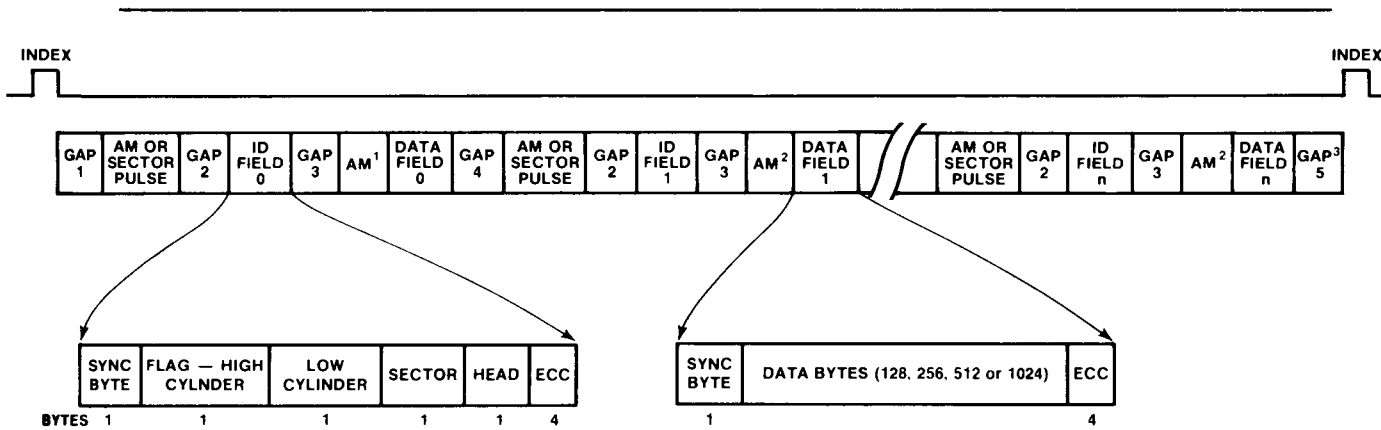 INDEX INDEX
GAP 1 AM OR SECTOR PULSE GAP 2 ID FIELD 0 GAP 3 AM¹ DATA FIELD 0 GAP 4 AM OR SECTOR PULSE GAP 2 ID FIELD 1 GAP 3 AM² DATA FIELD 1 AM OR SECTOR PULSE GAP 2 ID FIELD n GAP 3 AM² DATA FIELD n GAP³ 5
SYNC BYTE FLAG — HIGH CYLNDER LOW CYLINDER SECTOR HEAD ECC
BYTES 1 1 1 1 1 4
SYNC BYTE DATA BYTES (128, 256, 512 or 1024) ECC
1 4